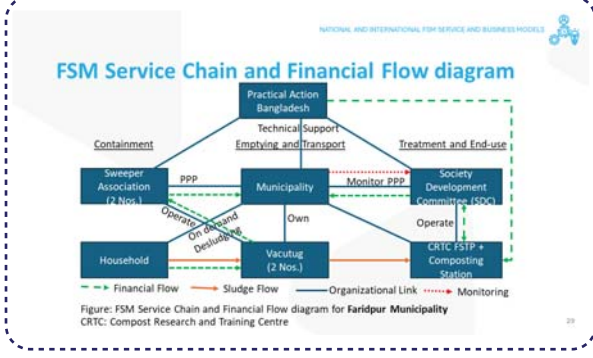 NATIONAL AND INTERNATIONAL FSM SERVICE AND BUSINESS MODELS
FSM Service Chain and Financial Flow diagram
Practical Action
Bangladesh
Technical Support
Containment
Emptying and Transport
Treatment and End-use
Sweeper
Association
(2 Nos.)
PPP
Municipality
Monitor PPP
Society
Development
Committee (SDC)
Operate
On demand
Desludging
Own
Operate
Household
Vacutug
(2 Nos.)
CRTC FSTP +
Composting
Station
Financial Flow
Sludge Flow
Organizational Link
Monitoring
Figure: FSM Service Chain and Financial Flow diagram for Faridpur Municipality
CRTC: Compost Research and Training Centre
29